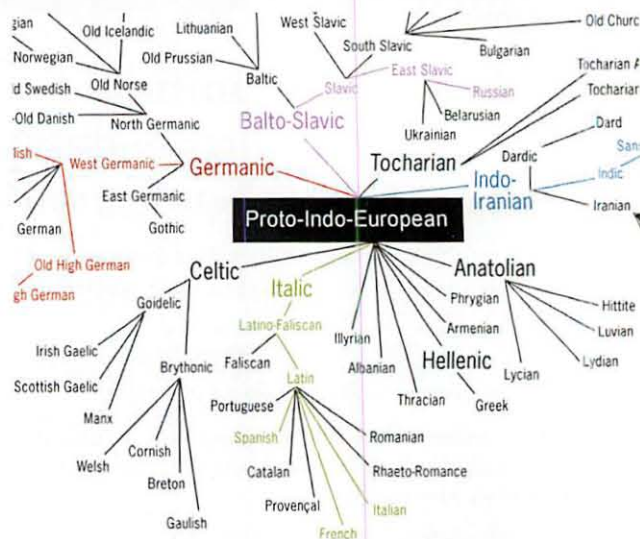 Old Icelandic
Lithuanian
West Slavic
Old Churc
Norwegian
Old Prussian
South Slavic
Bulgarian
Old Norse
Baltic
Slavic
East Slavic
Russian
Tocharian A
Swedish
Tocharian
-Old Danish
North Germanic
Balto-Slavic
Ukrainian
Belarusian
Dard
West Germanic
Germanic
Tocharian
Dardic
Indo-
Iranian
Indic
East Germanic
Iranian
German
Gothic
Proto-Indo-European
Old High German
Celtic
Italic
Anatolian
gh German
Goidelic
Phrygian
Hittite
Latino-Faliscan
Illyrian
Armenian
Luvian
Irish Gaelic
Brythonic
Faliscan
Albanian
Hellenic
Lycian
Lydian
Scottish Gaelic
Latin
Thracian
Greek
Manx
Portuguese
Spanish
Romanian
Welsh
Cornish
Catalan
Rhaeto-Romance
Breton
Provençal
Italian
Gaulish
French